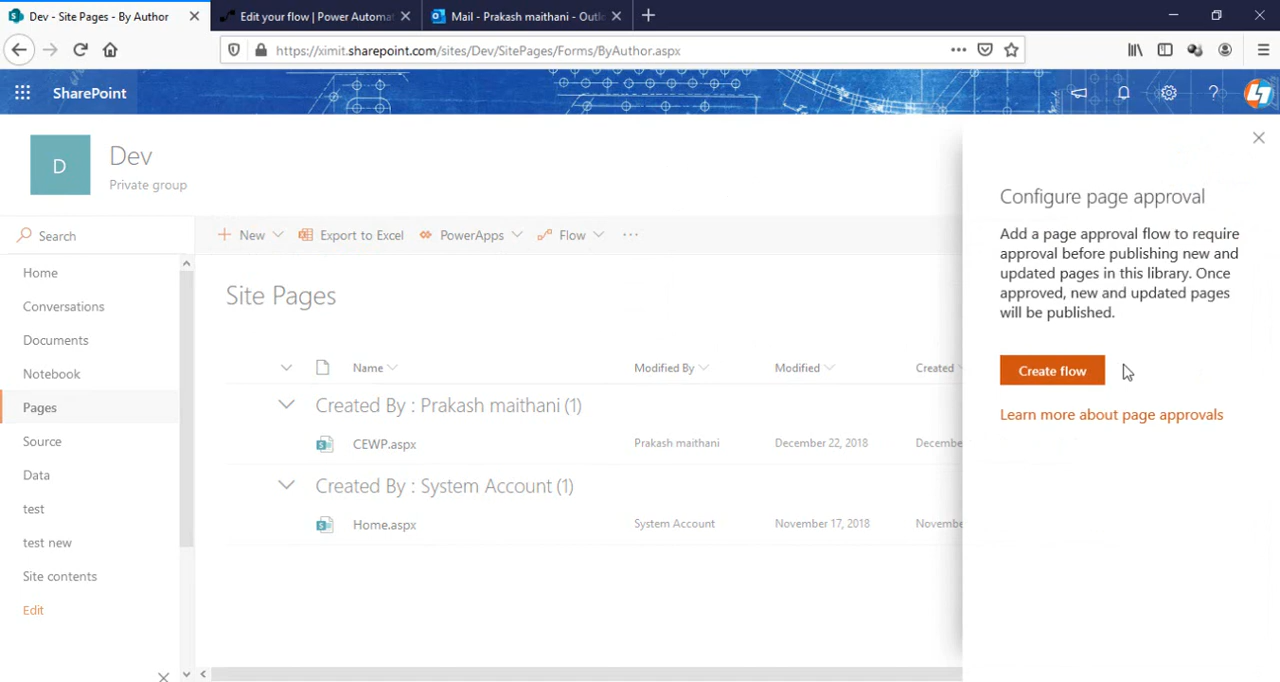 Dev - Site Pages - By Author
Edit your flow | Power Automat
Mail - Prakash maithani - Outlo
https://ximit.sharepoint.com/sites/Dev/SitePages/Forms/ByAuthor.aspx
SharePoint
D
Dev
Private group
Search
Home
Conversations
Documents
Notebook
Pages
Source
Data
test
test new
Site contents
Edit
New
Export to Excel
PowerApps
Flow
Site Pages
Name
Modified By
Modified
Created
Created By : Prakash maithani (1)
CEWP.aspx
Prakash maithani
December 22, 2018
Decembe
Created By : System Account (1)
Home.aspx
System Account
November 17, 2018
Novembe
Configure page approval
Add a page approval flow to require
approval before publishing new and
updated pages in this library. Once
approved, new and updated pages
will be published.
Create flow
Learn more about page approvals